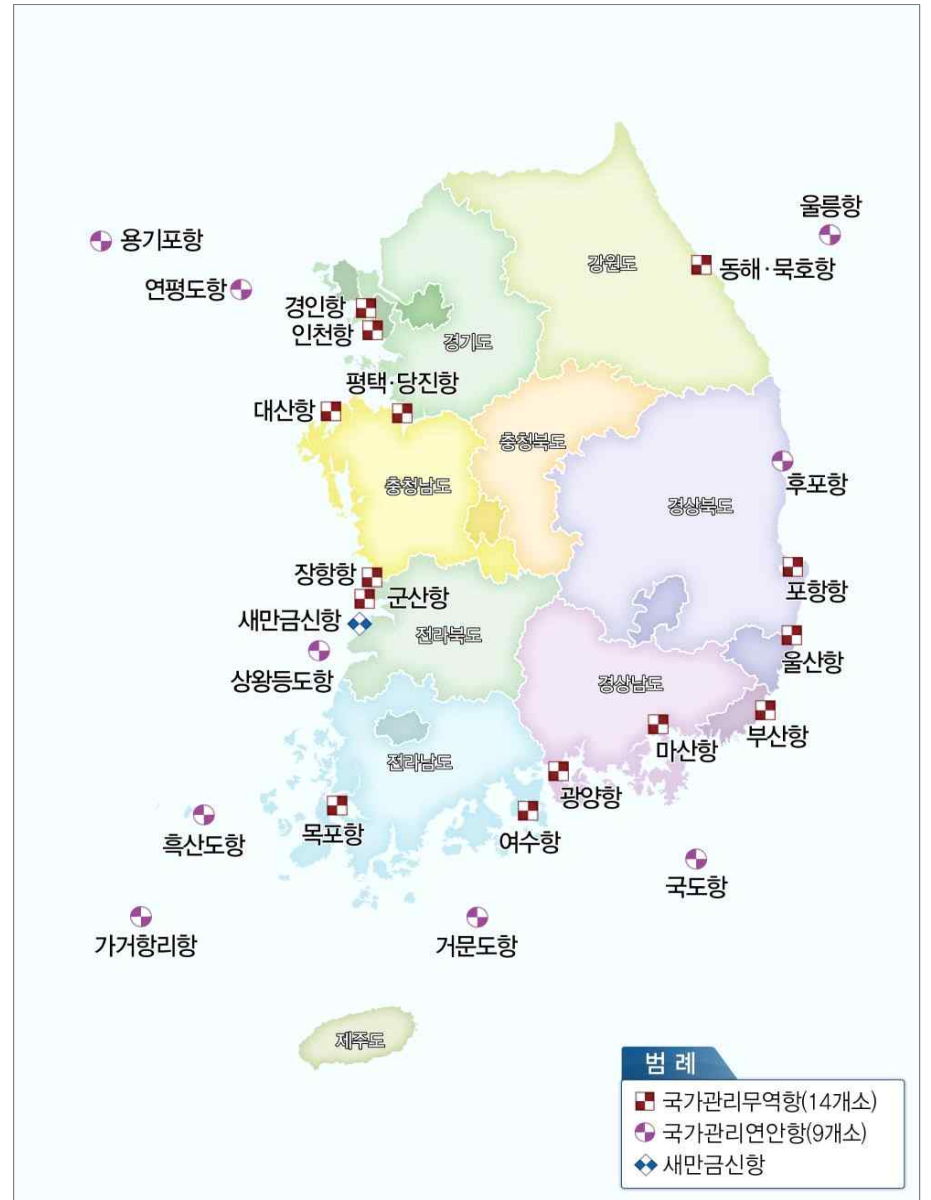 울릉항
용기포항
강원도
동해·묵호항
연평도항
경인항
인천항
경기도
평택·당진항
대산항
충청북도
후포항
충청남도
경상북도
장항항
포항항
군산항
새만금신항
전라북도
울산항
상왕등도항
경상남도
부산항
마산항
전라남도
광양항
목포항
여수항
흑산도항
국도항
가거항리항
거문도항
제주도
범 례
국가관리무역항(14개소)
국가관리연안항(9개소)
새만금신항